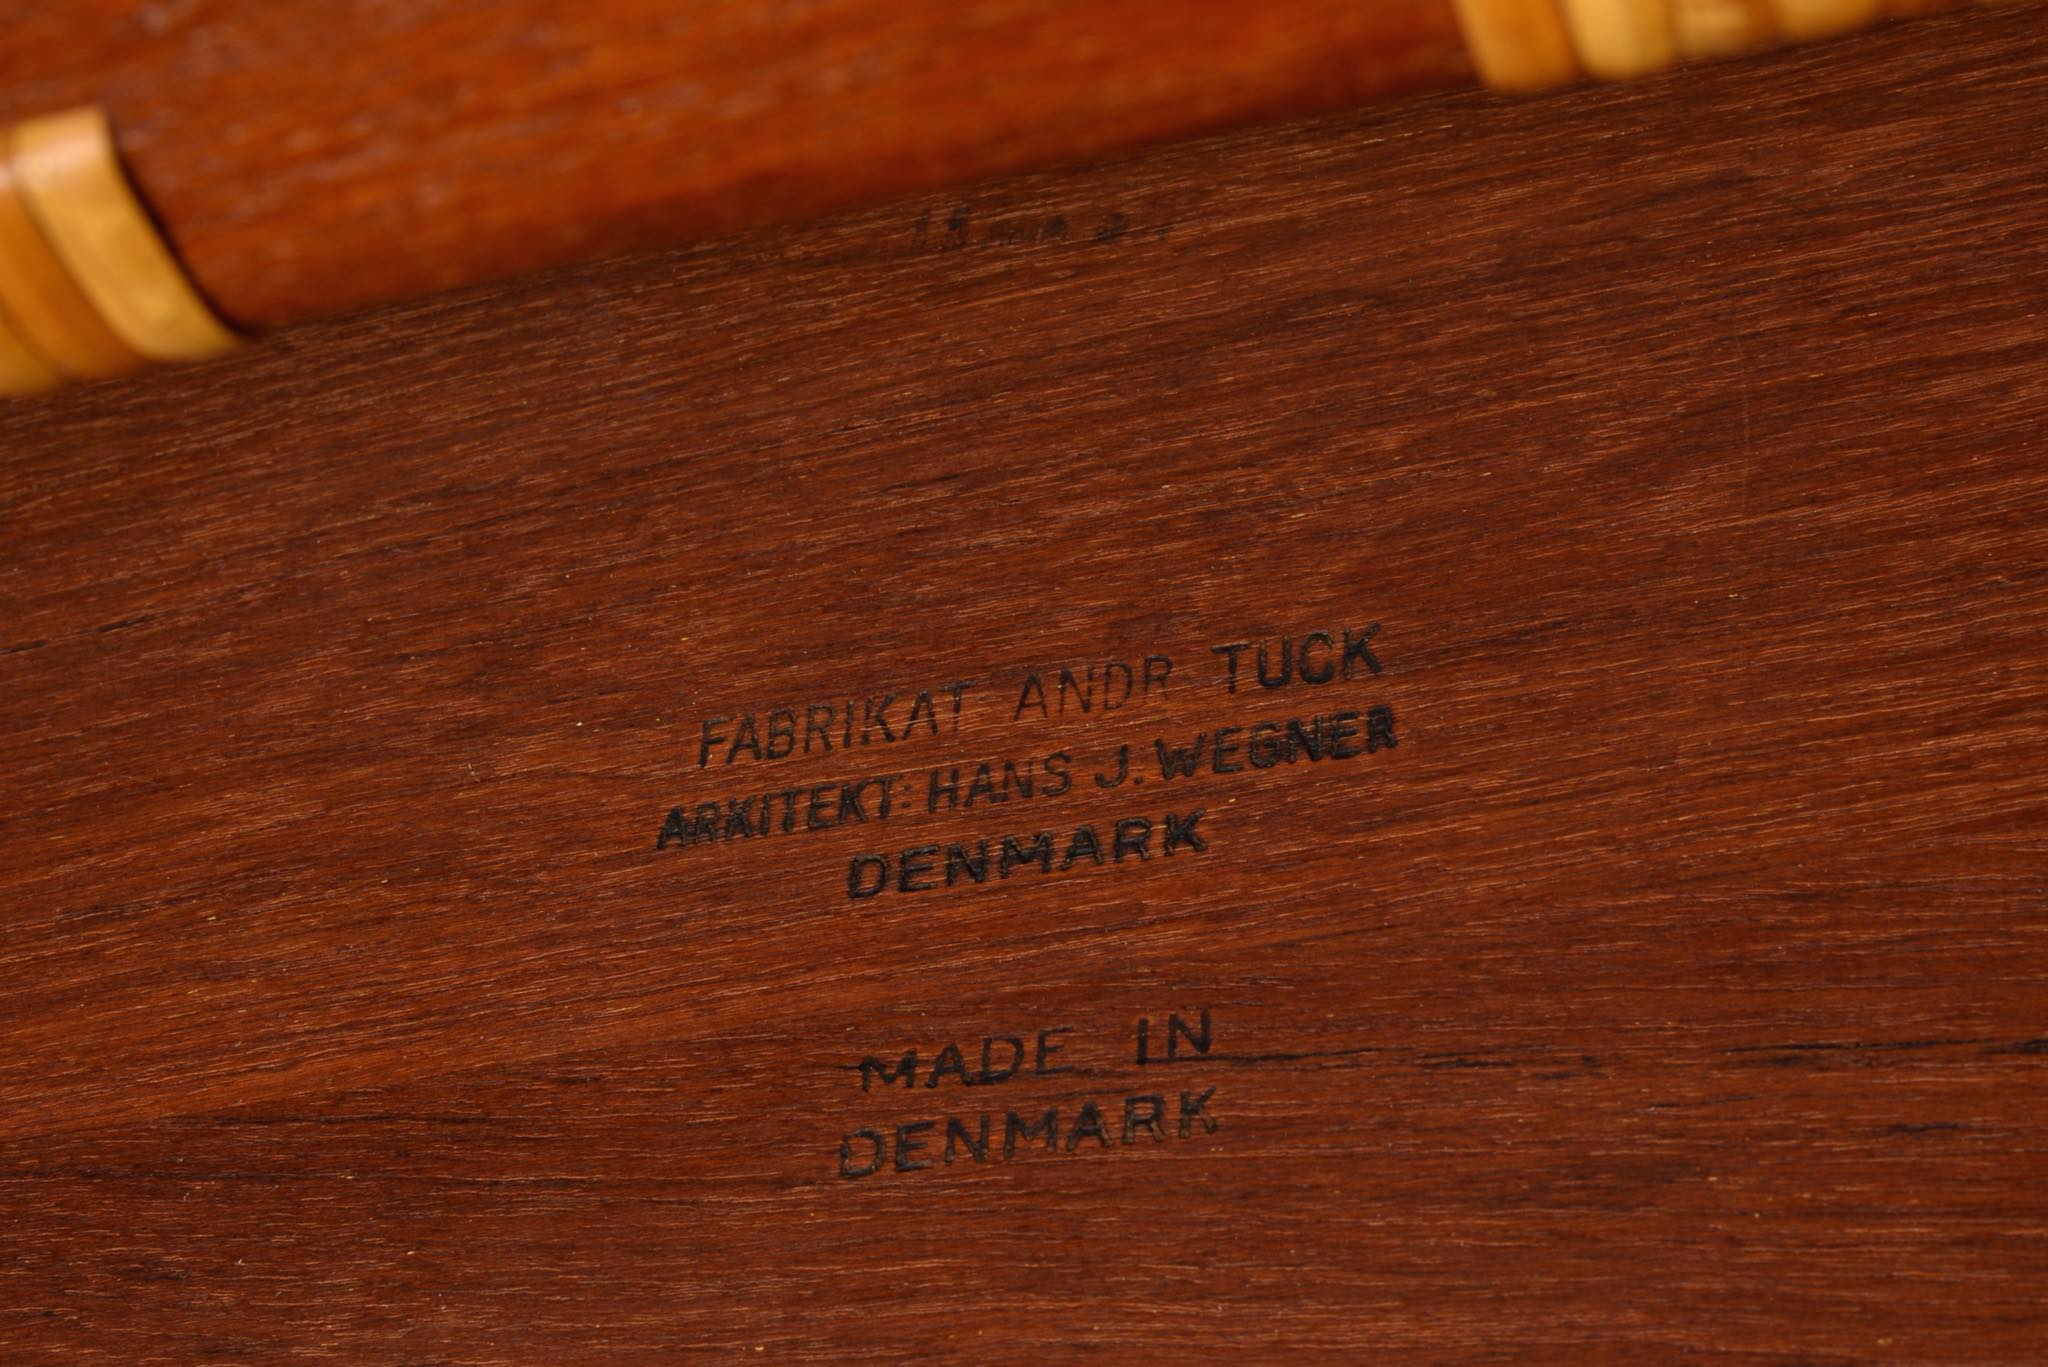 FABRIKAT: ANDR. TUCK
ARKITEKT: HANS J. WEGNER
DENMARK
MADE IN
DENMARK